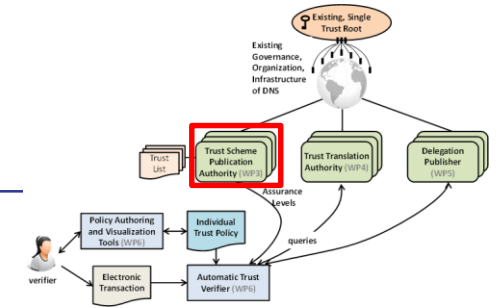 Existing, Single
Trust Root
Existing
Governance,
Organization,
Infrastructure
of DNS
Trust
List
Trust Scheme
Publication
Authority (WP3)
Trust Translation
Authority (WP4)
Delegation
Publisher
(WP5)
Assurance
Levels
queries
Policy Authoring
and Visualization
Tools (WP6)
Individual
Trust Policy
verifier
Electronic
Transaction
Automatic Trust
Verifier (WP6)